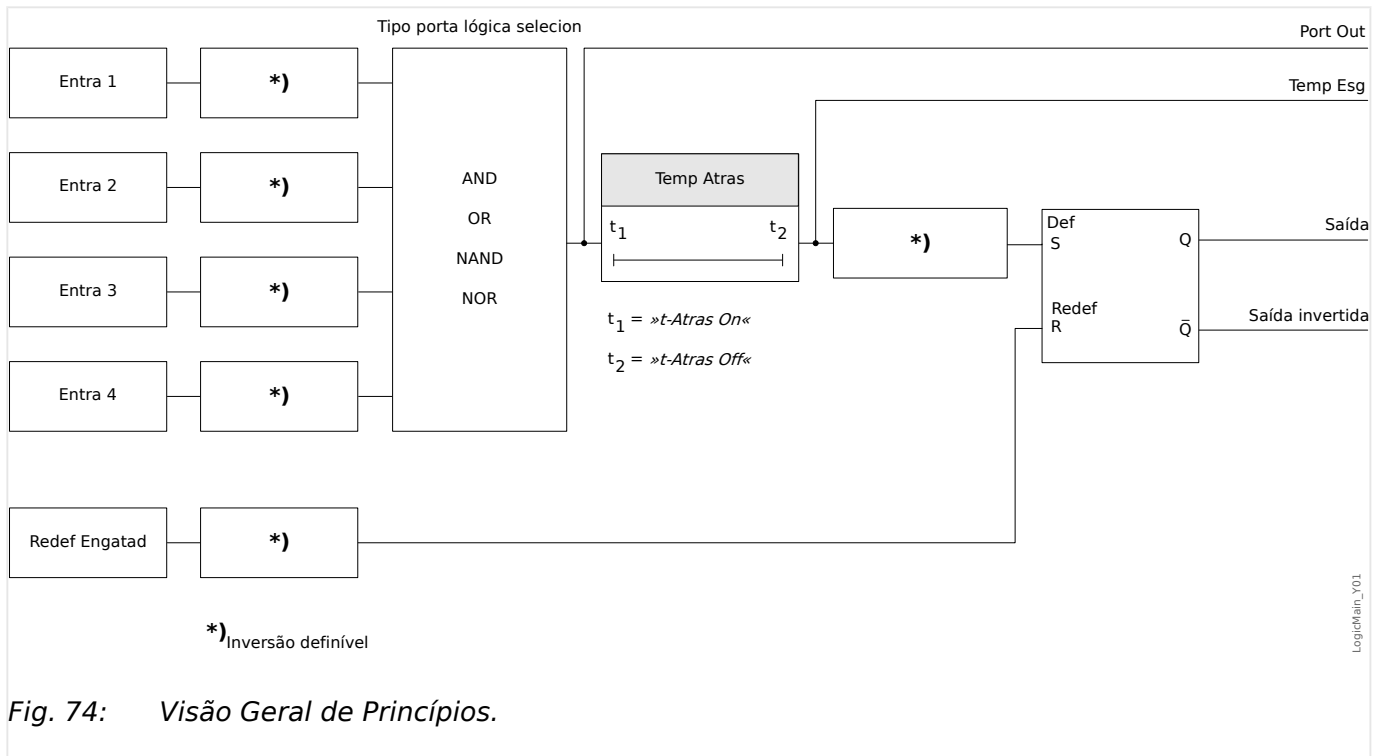 Tipo porta lógica selecion
Port Out
Entra 1
*)
Temp Esg
Entra 2
*)
AND
OR
NAND
NOR
Temp Atras
t1
t2
*)
Def
S
Q
Saída
Entra 3
*)
Redef
R
Q̅
Saída invertida
t1 = »t-Atras On«
t2 = »t-Atras Off«
Entra 4
*)
Redef Engatad
*)
*)Inversão definível
LogicMain_Y01
Fig. 74: Visão Geral de Princípios.